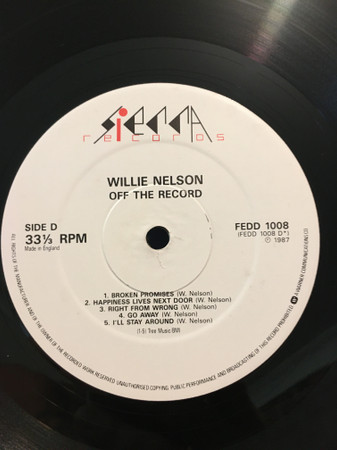 sierra
records
WILLIE NELSON
OFF THE RECORD
SIDE D
33⅓ RPM
Made in England
FEDD 1008
(FEDD 1008 D*)
℗ 1987
1. BROKEN PROMISES (W. Nelson)
2. HAPPINESS LIVES NEXT DOOR (W. Nelson)
3. RIGHT FROM WRONG (W. Nelson)
4. GO AWAY (W. Nelson)
5. I'LL STAY AROUND (W. Nelson)
(1-5) Tree Music BMI
ALL RIGHTS OF THE MANUFACTURER AND OF THE OWNER OF THE RECORDED WORK RESERVED UNAUTHORISED COPYING PUBLIC PERFORMANCE AND BROADCASTING OF THIS RECORD PROHIBITED
A WARNER COMMUNICATIONS CO